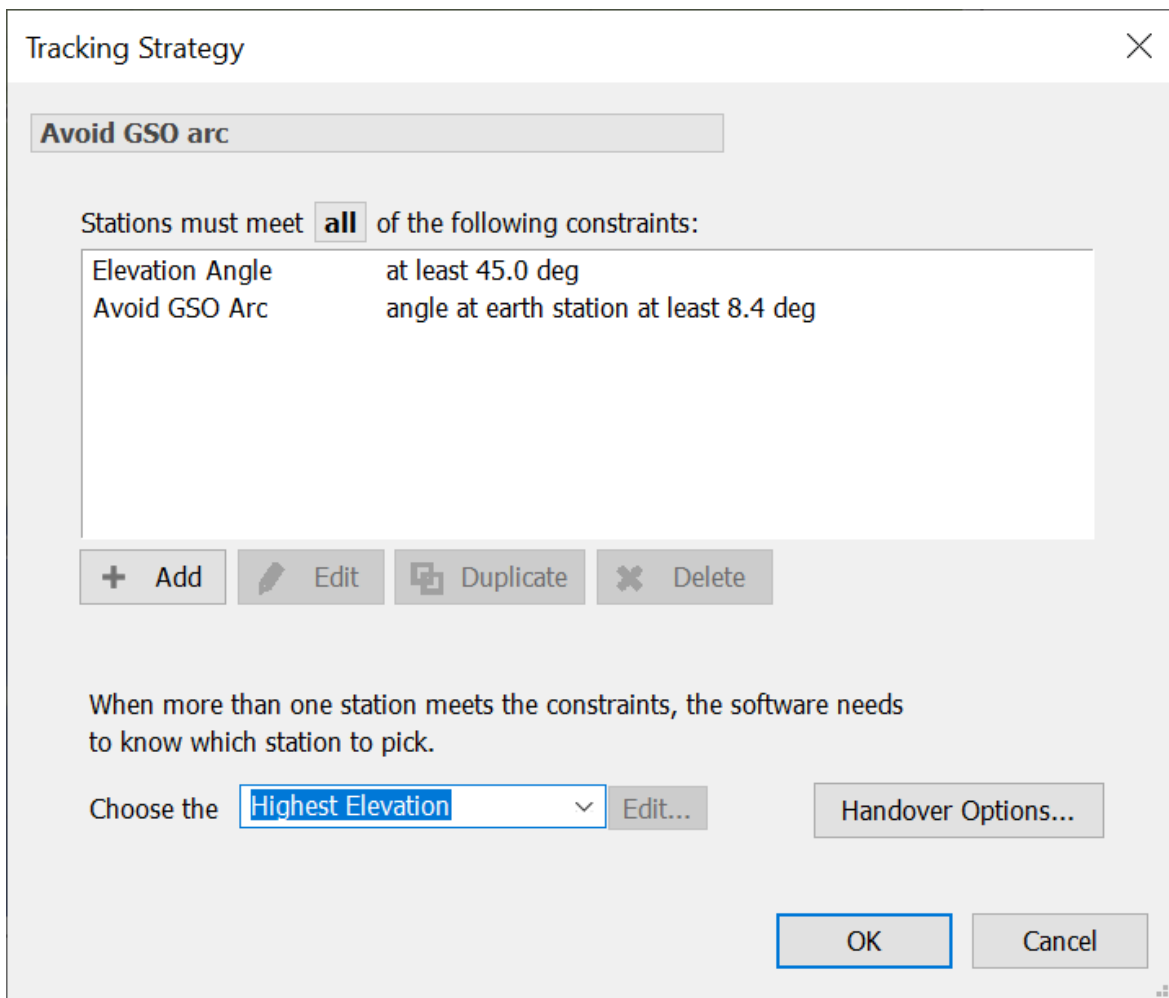 Tracking Strategy
Avoid GSO arc
Stations must meet all of the following constraints:
Elevation Angle at least 45.0 deg
Avoid GSO Arc angle at earth station at least 8.4 deg
Add Edit Duplicate Delete
When more than one station meets the constraints, the software needs
to know which station to pick.
Choose the Highest Elevation Edit... Handover Options...
OK Cancel